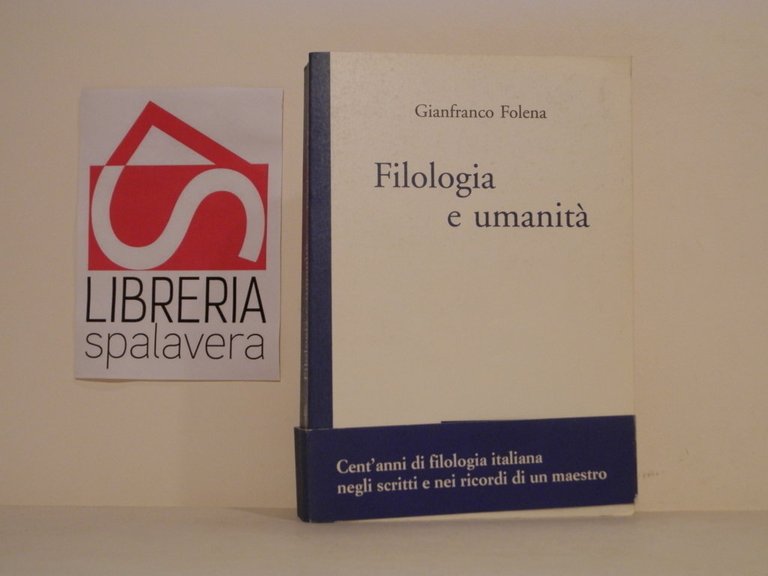 LIBRERIA
spalavera
Gianfranco Folena
Filologia
e umanità
Cent'anni di filologia italiana
negli scritti e nei ricordi di un maestro